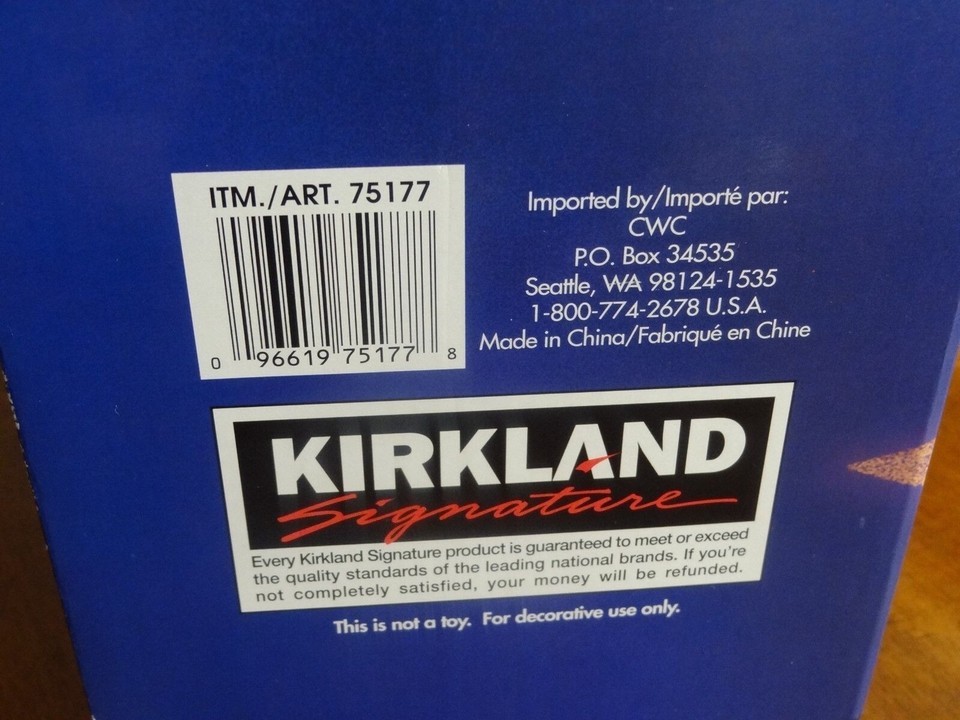 ITM./ART. 75177
0 96619 75177 8
Imported by/Importé par:
CWC
P.O. Box 34535
Seattle, WA 98124-1535
1-800-774-2678 U.S.A.
Made in China/Fabriqué en Chine
KIRKLAND
Signature
Every Kirkland Signature product is guaranteed to meet or exceed
the quality standards of the leading national brands. If you're
not completely satisfied, your money will be refunded.
This is not a toy. For decorative use only.